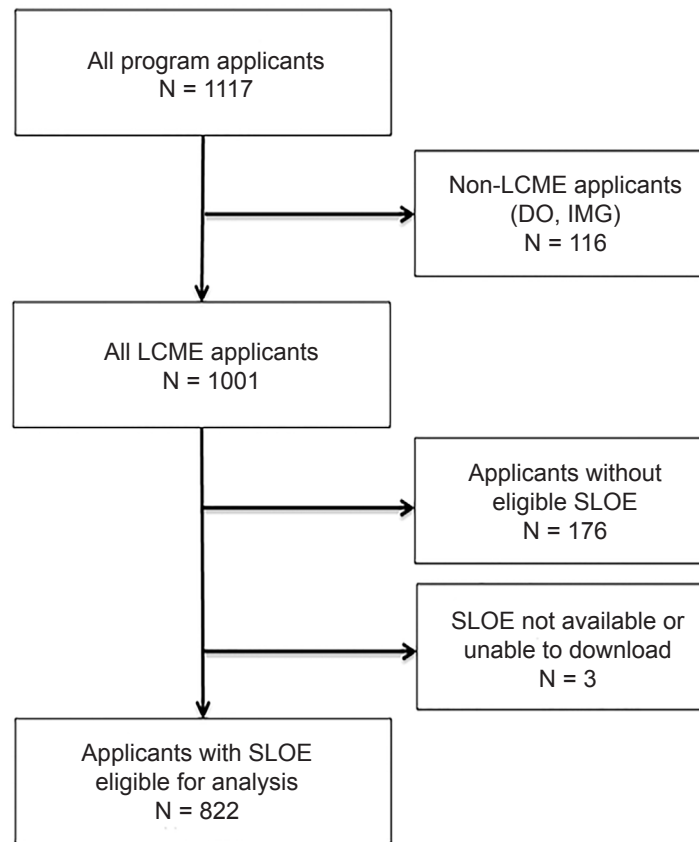 All program applicants
N = 1117
Non-LCME applicants
(DO, IMG)
N = 116
All LCME applicants
N = 1001
Applicants without
eligible SLOE
N = 176
SLOE not available or
unable to download
N = 3
Applicants with SLOE
eligible for analysis
N = 822